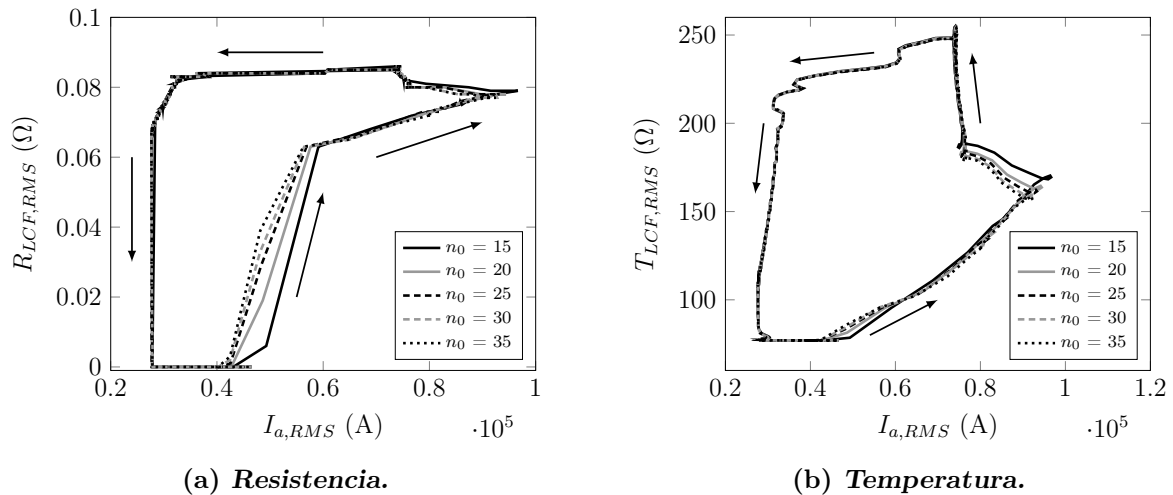 0.1
0.08
0.06
0.04
0.02
0
R_{LCF,RMS} (Ω)
n_0 = 15
n_0 = 20
n_0 = 25
n_0 = 30
n_0 = 35
0.2 0.4 0.6 0.8 1
I_{a,RMS} (A) ·10^5
(a) Resistencia.
250
200
150
100
T_{LCF,RMS} (Ω)
n_0 = 15
n_0 = 20
n_0 = 25
n_0 = 30
n_0 = 35
0.2 0.4 0.6 0.8 1 1.2
I_{a,RMS} (A) ·10^5
(b) Temperatura.